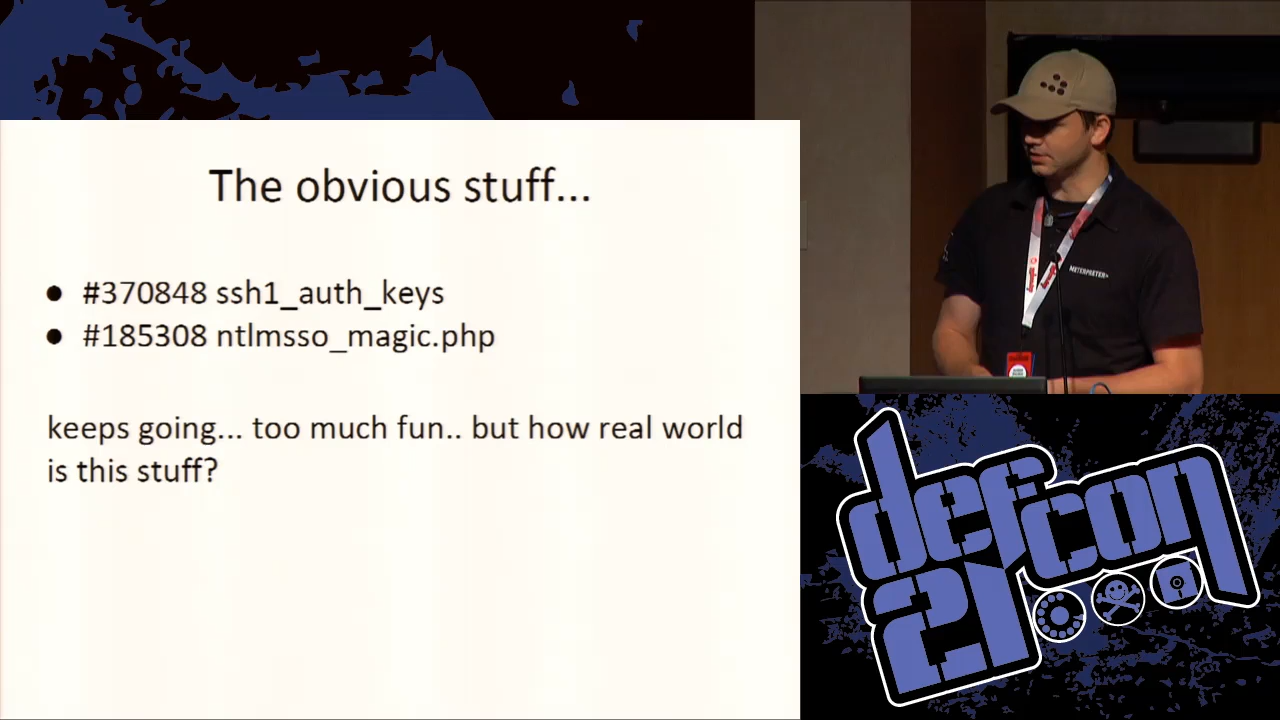 The obvious stuff...
● #370848 ssh1_auth_keys
● #185308 ntlmsso_magic.php
keeps going... too much fun.. but how real world
is this stuff?
METERPRETER>
defcon
21